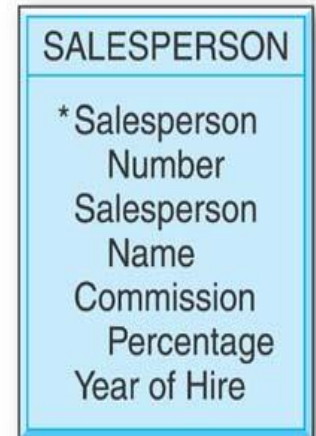 SALESPERSON
*Salesperson
Number
Salesperson
Name
Commission
Percentage
Year of Hire